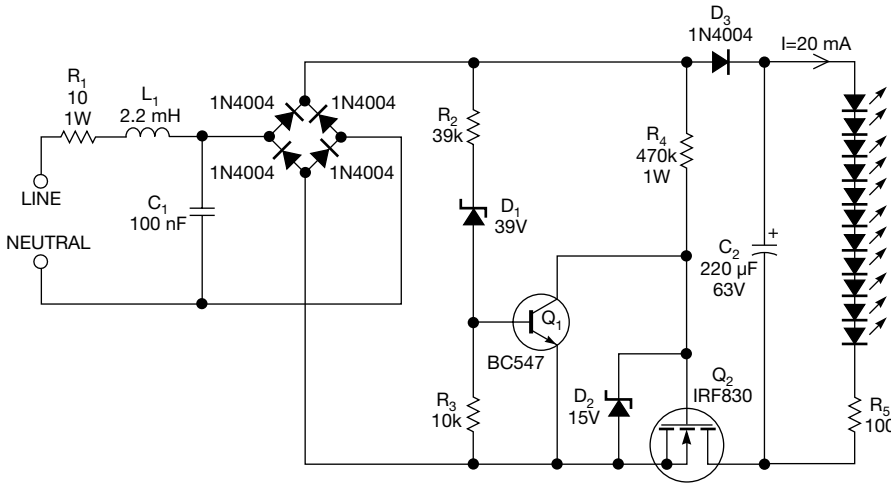 R1
10
1W
L1
2.2 mH
1N4004
1N4004
1N4004
1N4004
LINE
NEUTRAL
C1
100 nF
R2
39k
D1
39V
Q1
BC547
R3
10k
D2
15V
R4
470k
1W
Q2
IRF830
D3
1N4004
I=20 mA
+
C2
220 µF
63V
R5
100